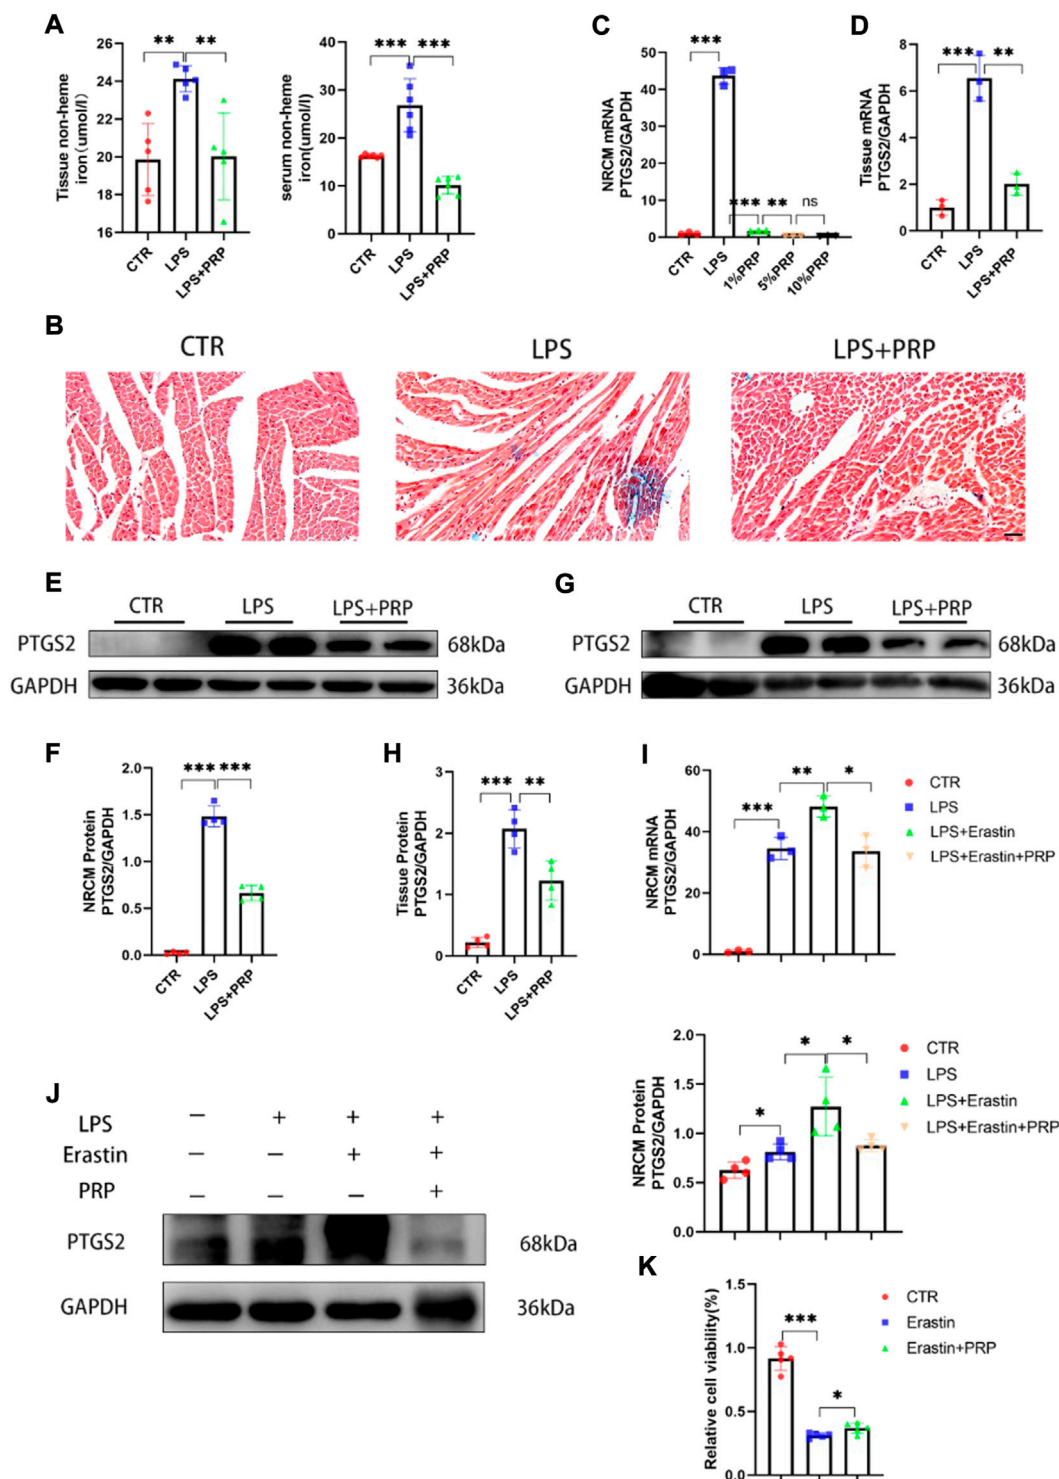 A
Tissue non-heme
iron (umol/l)
26
24
22
20
18
16
**
**
CTR
LPS
LPS+PRP
serum non-heme
iron(umol/l)
40
30
20
10
0
***
***
CTR
LPS
LPS+PRP
C
NRCM mRNA
PTGS2/GAPDH
50
40
30
20
10
0
***
***
**
ns
CTR
LPS
1%PRP
5%PRP
10%PRP
D
Tissue mRNA
PTGS2/GAPDH
8
6
4
2
0
***
**
CTR
LPS
LPS+PRP
B
CTR
LPS
LPS+PRP
E
CTR
LPS
LPS+PRP
PTGS2
68kDa
GAPDH
36kDa
G
CTR
LPS
LPS+PRP
PTGS2
68kDa
GAPDH
36kDa
F
NRCM Protein
PTGS2/GAPDH
2.0
1.5
1.0
0.5
0.0
***
***
CTR
LPS
LPS+PRP
H
Tissue Protein
PTGS2/GAPDH
3
2
1
0
***
**
CTR
LPS
LPS+PRP
I
NRCM mRNA
PTGS2/GAPDH
60
40
20
0
***
**
*
CTR
LPS
LPS+Erastin
LPS+Erastin+PRP
NRCM Protein
PTGS2/GAPDH
2.0
1.5
1.0
0.5
0.0
*
*
*
CTR
LPS
LPS+Erastin
LPS+Erastin+PRP
J
LPS − + + +
Erastin − − + +
PRP − − − +
PTGS2
68kDa
GAPDH
36kDa
K
Relative cell viability(%)
1.5
1.0
0.5
0.0
***
*
CTR
Erastin
Erastin+PRP